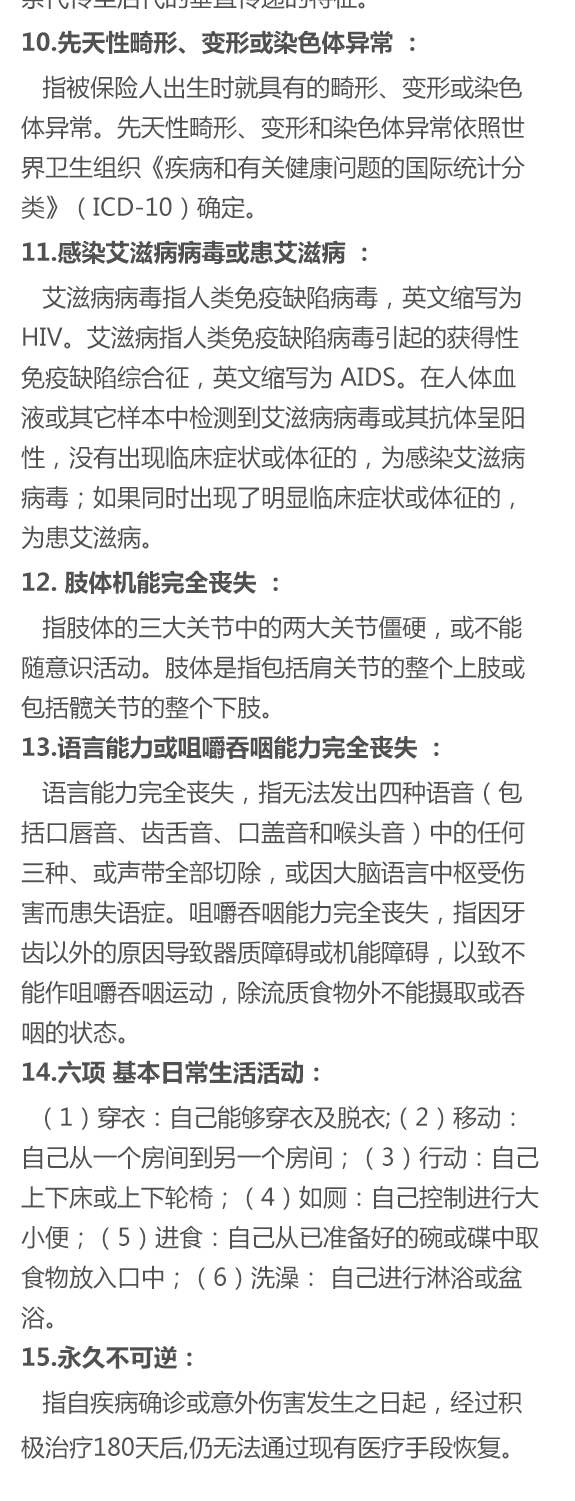 亲代传至后代的垂直传递的特征。
10.先天性畸形、变形或染色体异常 ：
指被保险人出生时就具有的畸形、变形或染色
体异常。先天性畸形、变形和染色体异常依照世
界卫生组织《疾病和有关健康问题的国际统计分
类》（ICD-10）确定。
11.感染艾滋病病毒或患艾滋病 ：
艾滋病病毒指人类免疫缺陷病毒，英文缩写为
HIV。艾滋病指人类免疫缺陷病毒引起的获得性
免疫缺陷综合征，英文缩写为 AIDS。在人体血
液或其它样本中检测到艾滋病病毒或其抗体呈阳
性，没有出现临床症状或体征的，为感染艾滋病
病毒；如果同时出现了明显临床症状或体征的，
为患艾滋病。
12. 肢体机能完全丧失 ：
指肢体的三大关节中的两大关节僵硬，或不能
随意识活动。肢体是指包括肩关节的整个上肢或
包括髋关节的整个下肢。
13.语言能力或咀嚼吞咽能力完全丧失 ：
语言能力完全丧失，指无法发出四种语音（包
括口唇音、齿舌音、口盖音和喉头音）中的任何
三种、或声带全部切除，或因大脑语言中枢受伤
害而患失语症。咀嚼吞咽能力完全丧失，指因牙
齿以外的原因导致器质障碍或机能障碍，以致不
能作咀嚼吞咽运动，除流质食物外不能摄取或吞
咽的状态。
14.六项 基本日常生活活动：
（1）穿衣：自己能够穿衣及脱衣;（2）移动：
自己从一个房间到另一个房间；（3）行动：自己
上下床或上下轮椅；（4）如厕：自己控制进行大
小便；（5）进食：自己从已准备好的碗或碟中取
食物放入口中；（6）洗澡： 自己进行淋浴或盆
浴。
15.永久不可逆：
指自疾病确诊或意外伤害发生之日起，经过积
极治疗180天后,仍无法通过现有医疗手段恢复。